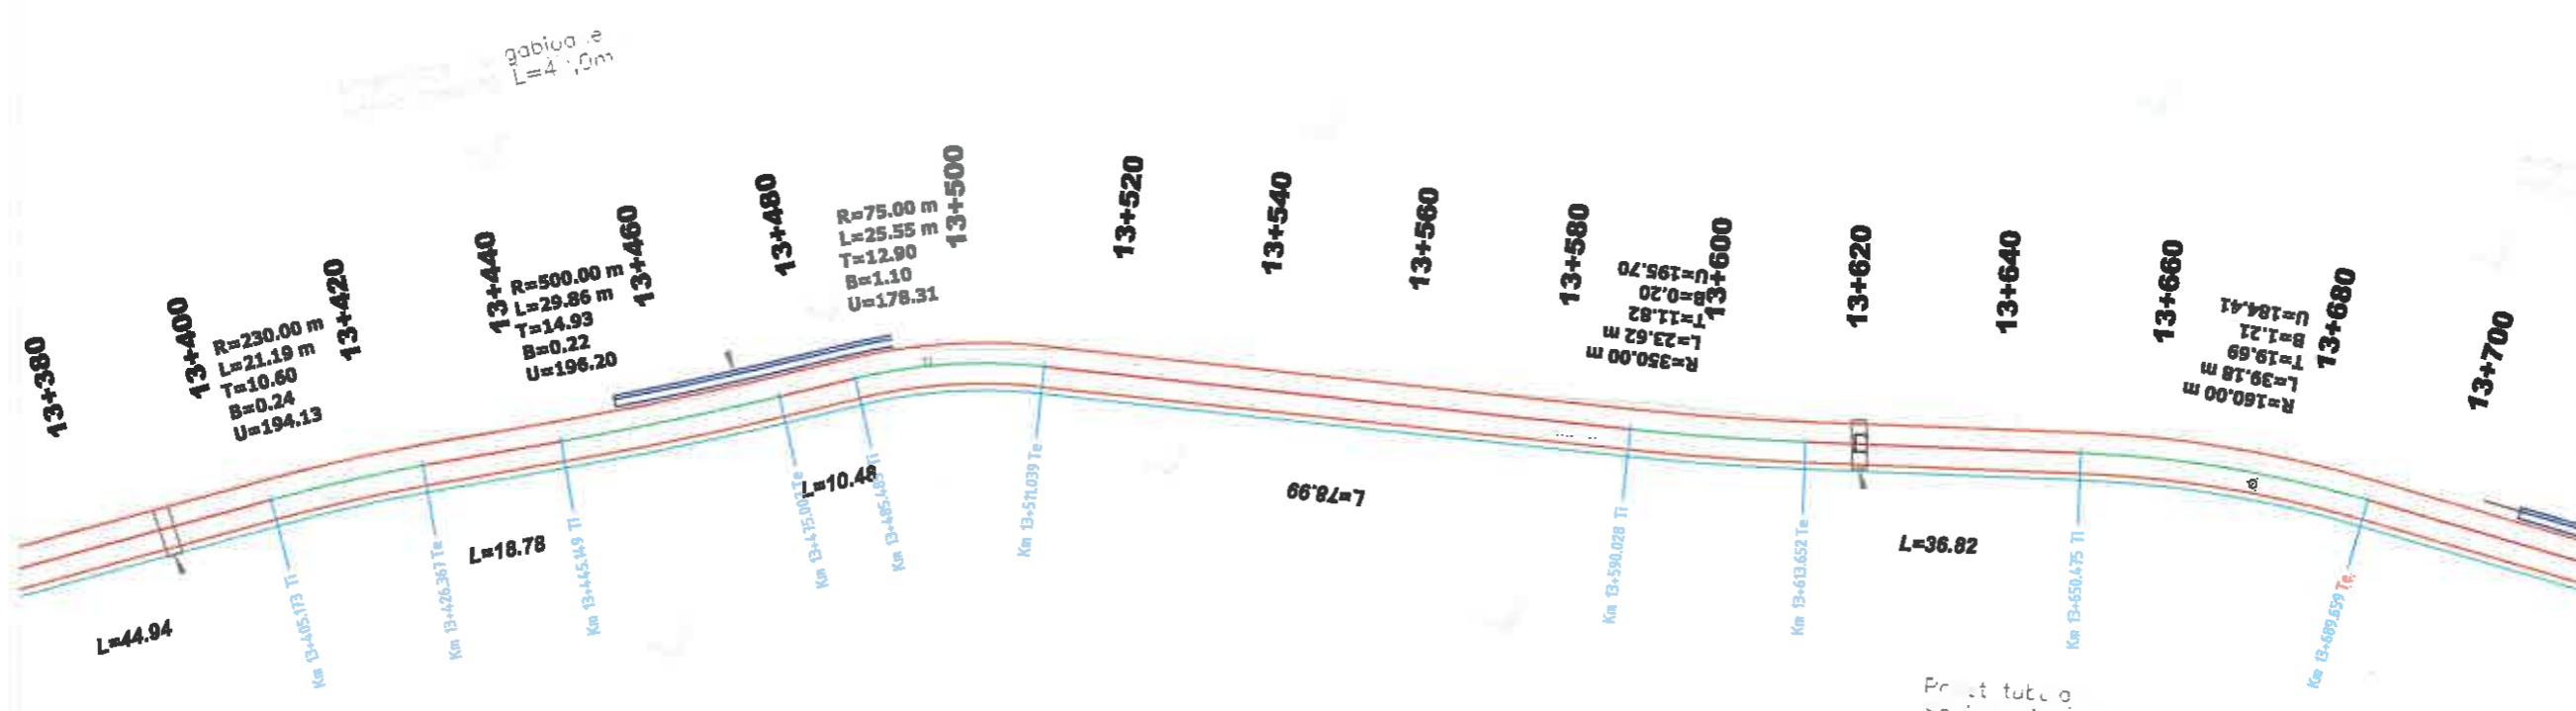 L=4
13+380
13+400
R=230.00 m
L=21.19 m
T=10.60
B=0.24
U=194.13
13+420
13+440
R=500.00 m
L=29.86 m
T=14.93
B=0.22
U=196.20
13+460
13+480
R=75.00 m
L=25.55 m
T=12.90
B=1.10
U=178.31
13+500
13+520
13+540
13+560
13+580
R=350.00 m
L=23.62 m
T=11.82
B=0.20
U=195.70
13+600
13+620
13+640
13+660
R=160.00 m
L=39.18 m
T=19.69
B=1.21
U=184.41
13+680
13+700
L=44.94
Km 13+405.173 Ti
Km 13+426.367 Te
L=18.78
Km 13+445.149 Ti
Km 13+475.007 Te
L=10.48
Km 13+485.485 Ti
Km 13+511.039 Te
L=78.99
Km 13+590.028 Ti
Km 13+613.652 Te
L=36.82
Km 13+650.475 Ti
Km 13+689.659 Te